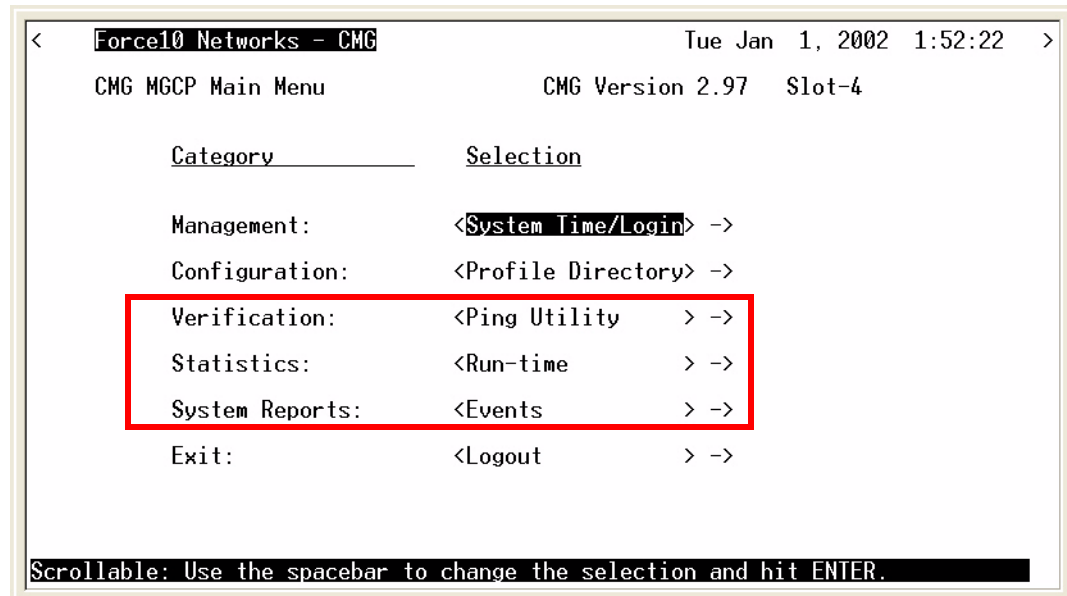 < Force10 Networks - CMG Tue Jan 1, 2002 1:52:22 >
CMG MGCP Main Menu CMG Version 2.97 Slot-4
Category Selection
Management: <System Time/Login> ->
Configuration: <Profile Directory> ->
Verification: <Ping Utility > ->
Statistics: <Run-time > ->
System Reports: <Events > ->
Exit: <Logout > ->
Scrollable: Use the spacebar to change the selection and hit ENTER.